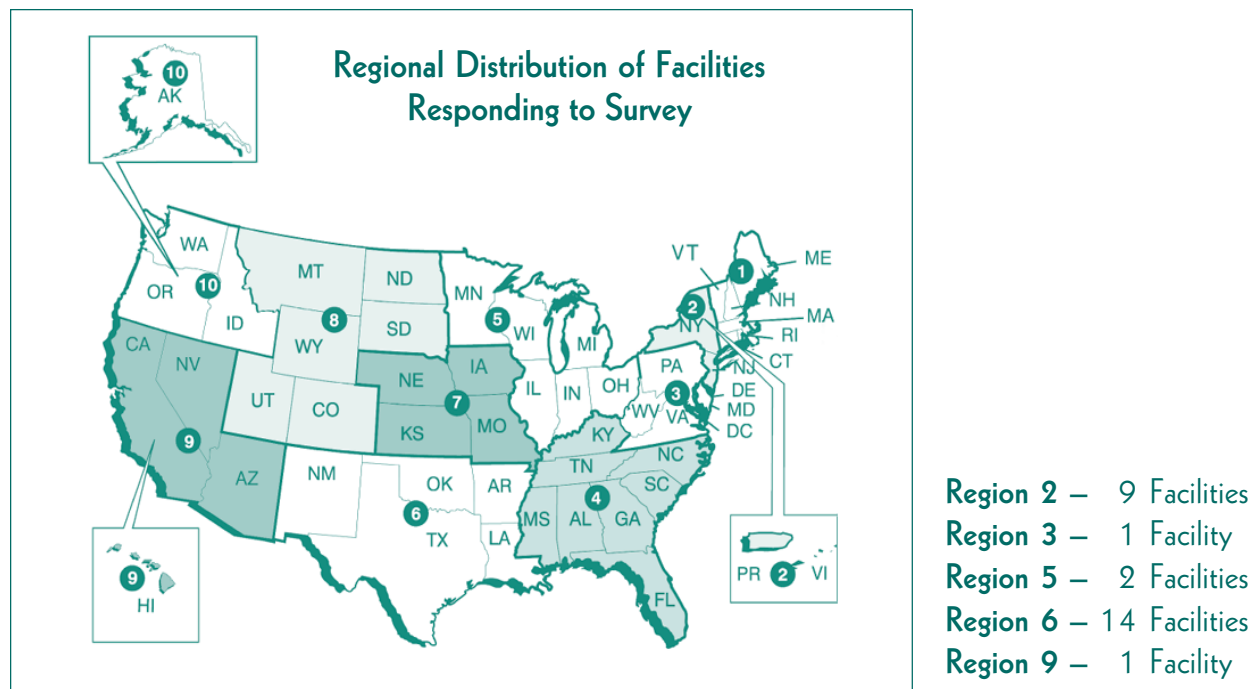 Regional Distribution of Facilities
Responding to Survey
10
AK
WA
OR
10
ID
MT
ND
SD
WY
8
MN
5
WI
MI
VT
1
ME
NH
MA
RI
CT
2
NY
NJ
DE
MD
DC
PA
3
WV
VA
OH
IN
IL
CA
NV
9
AZ
UT
CO
NE
IA
7
KS
MO
KY
TN
NC
SC
4
MS
AL
GA
FL
NM
OK
AR
6
TX
LA
9
HI
PR
2
VI
Region 2 – 9 Facilities
Region 3 – 1 Facility
Region 5 – 2 Facilities
Region 6 – 14 Facilities
Region 9 – 1 Facility